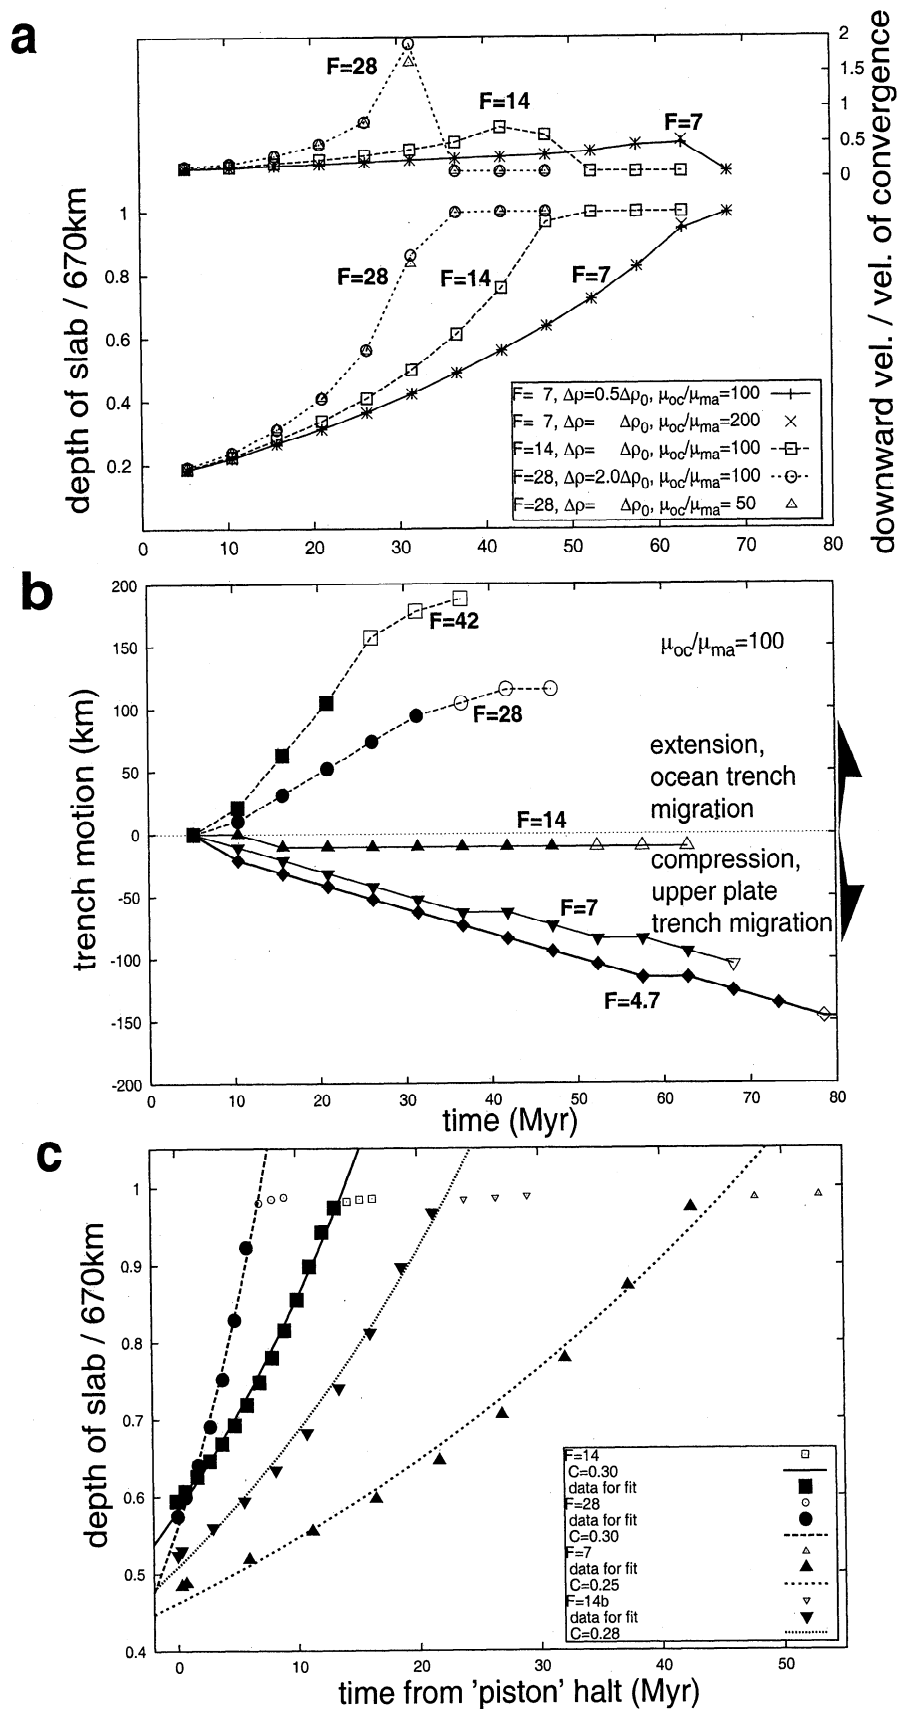 a
2
1.5
1
0.5
0
downward vel. / vel. of convergence
F=28
F=14
F=7
1
0.8
0.6
0.4
0.2
depth of slab / 670km
F=28
F=14
F=7
F= 7, Δρ=0.5Δρ0, μoc/μma=100
F= 7, Δρ= Δρ0, μoc/μma=200
F=14, Δρ= Δρ0, μoc/μma=100
F=28, Δρ=2.0Δρ0, μoc/μma=100
F=28, Δρ= Δρ0, μoc/μma= 50
0 10 20 30 40 50 60 70 80
b
200
150
100
50
0
-50
-100
-150
-200
trench motion (km)
F=42
μoc/μma=100
F=28
extension,
ocean trench
migration
F=14
compression,
upper plate
trench migration
F=7
F=4.7
0 10 20 30 40 50 60 70 80
time (Myr)
c
1
0.9
0.8
0.7
0.6
0.5
0.4
depth of slab / 670km
F=14
C=0.30
data for fit
F=28
data for fit
C=0.30
F=7
data for fit
C=0.25
F=14b
data for fit
C=0.28
0 10 20 30 40 50
time from 'piston' halt (Myr)